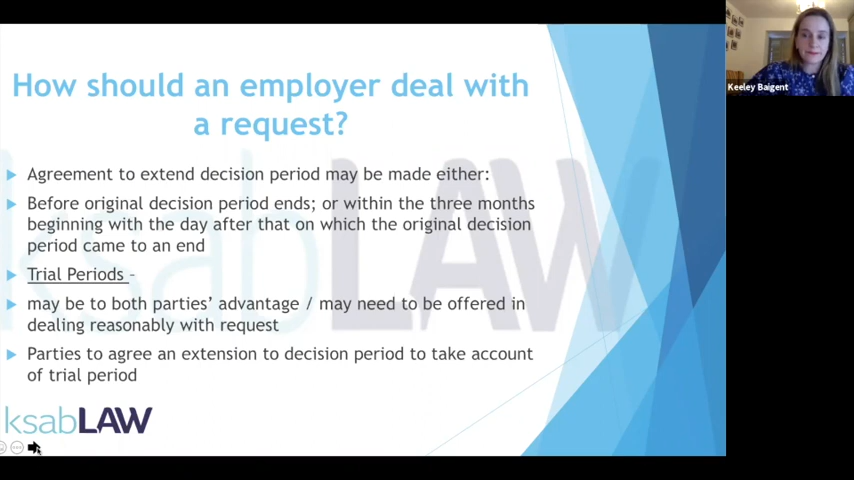 How should an employer deal with
a request?
Agreement to extend decision period may be made either:
Before original decision period ends; or within the three months
beginning with the day after that on which the original decision
period came to an end
Trial Periods –
may be to both parties' advantage / may need to be offered in
dealing reasonably with request
Parties to agree an extension to decision period to take account
of trial period
ksabLAW
ksabLAW
Keeley Baigent